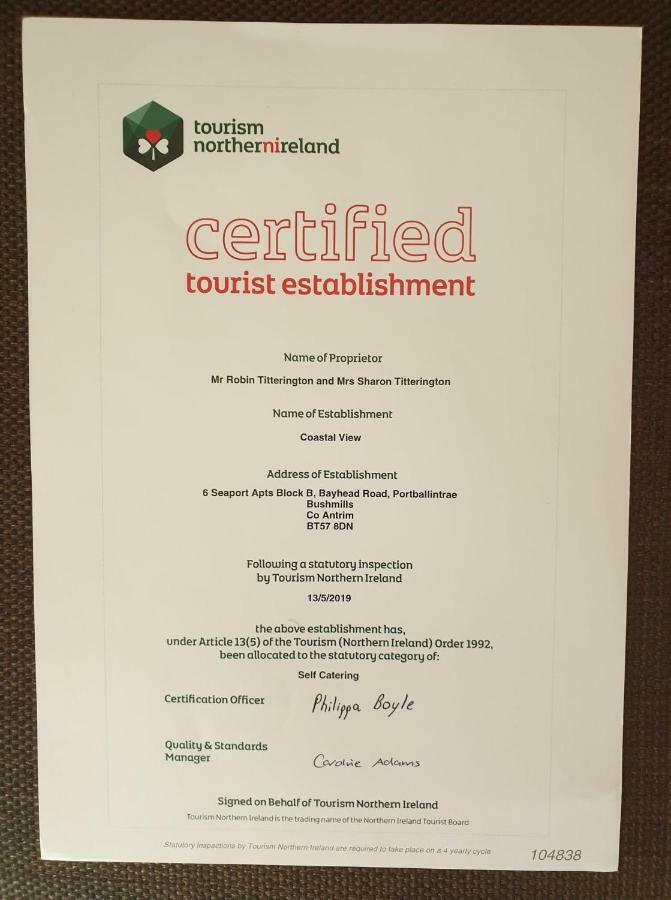 tourism
northernireland
certified
tourist establishment
Name of Proprietor
Mr Robin Titterington and Mrs Sharon Titterington
Name of Establishment
Coastal View
Address of Establishment
6 Seaport Apts Block B, Bayhead Road, Portballintrae
Bushmills
Co Antrim
BT57 8DN
Following a statutory inspection
by Tourism Northern Ireland
13/5/2019
the above establishment has,
under Article 13(5) of the Tourism (Northern Ireland) Order 1992,
been allocated to the statutory category of:
Self Catering
Certification Officer
Philippa Boyle
Quality & Standards
Manager
Caroline Adams
Signed on Behalf of Tourism Northern Ireland
Tourism Northern Ireland is the trading name of the Northern Ireland Tourist Board
Statutory inspections by Tourism Northern Ireland are required to take place on a 4 yearly cycle
104838